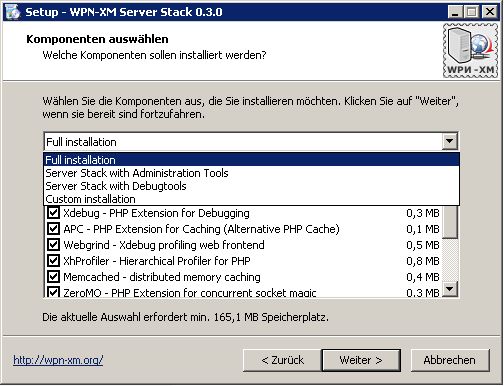 Setup - WPN-XM Server Stack 0.3.0
Komponenten auswählen
Welche Komponenten sollen installiert werden?
WPN-XM
Wählen Sie die Komponenten aus, die Sie installieren möchten. Klicken Sie auf "Weiter",
wenn sie bereit sind fortzufahren.
Full installation
Full installation
Server Stack with Administration Tools
Server Stack with Debugtools
Custom installation
Xdebug - PHP Extension for Debugging 0,3 MB
APC - PHP Extension for Caching (Alternative PHP Cache) 0,1 MB
Webgrind - Xdebug profiling web frontend 0,5 MB
XhProfiler - Hierarchical Profiler for PHP 0,8 MB
Memcached - distributed memory caching 0,4 MB
ZeroMO - PHP Extension for concurrent socket magic 0,3 MB
Die aktuelle Auswahl erfordert min. 165,1 MB Speicherplatz.
http://wpn-xm.org/
< Zurück
Weiter >
Abbrechen